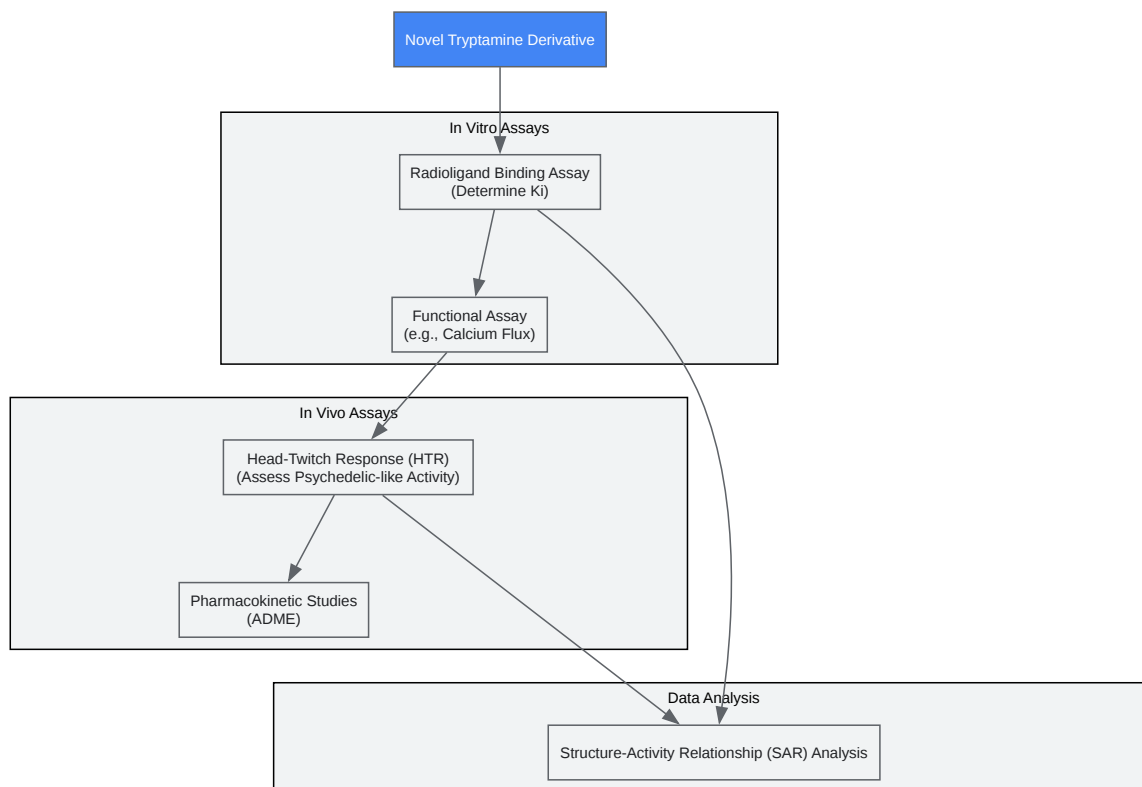 Novel Tryptamine Derivative
In Vitro Assays
Radioligand Binding Assay
(Determine Ki)
Functional Assay
(e.g., Calcium Flux)
In Vivo Assays
Head-Twitch Response (HTR)
(Assess Psychedelic-like Activity)
Pharmacokinetic Studies
(ADME)
Data Analysis
Structure-Activity Relationship (SAR) Analysis